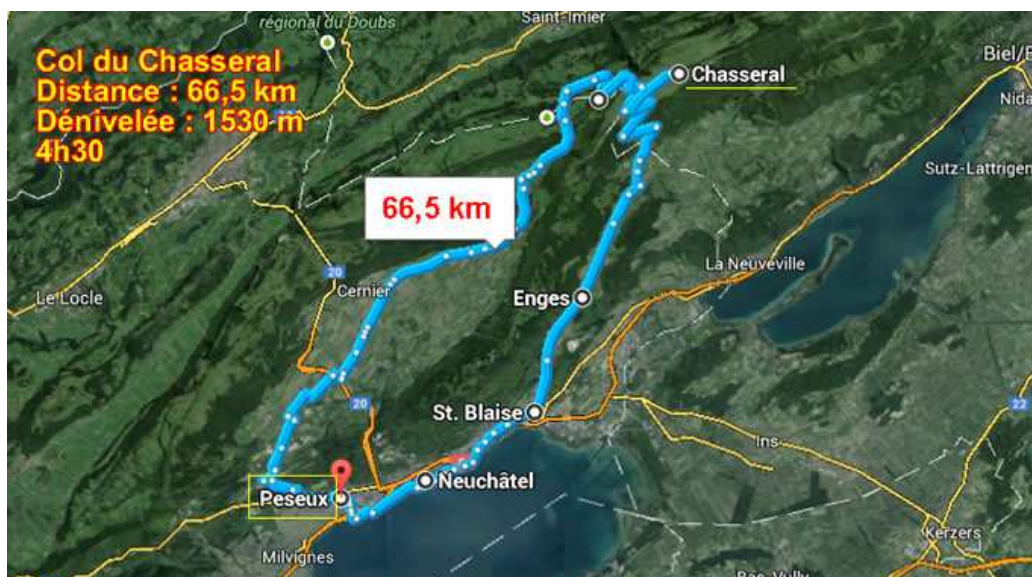 régional du Doubs
Saint-Imier
Col du Chasseral
Distance : 66,5 km
Dénivelée : 1530 m
4h30
Biel/B
Chasseral
Nida
Sutz-Lattrigen
66,5 km
20
Cernier
La Neuveville
Le Locle
Enges
20
St. Blaise
22
Ins
Peseux
Neuchâtel
Milvignes
Kerzers
Bas-Vully